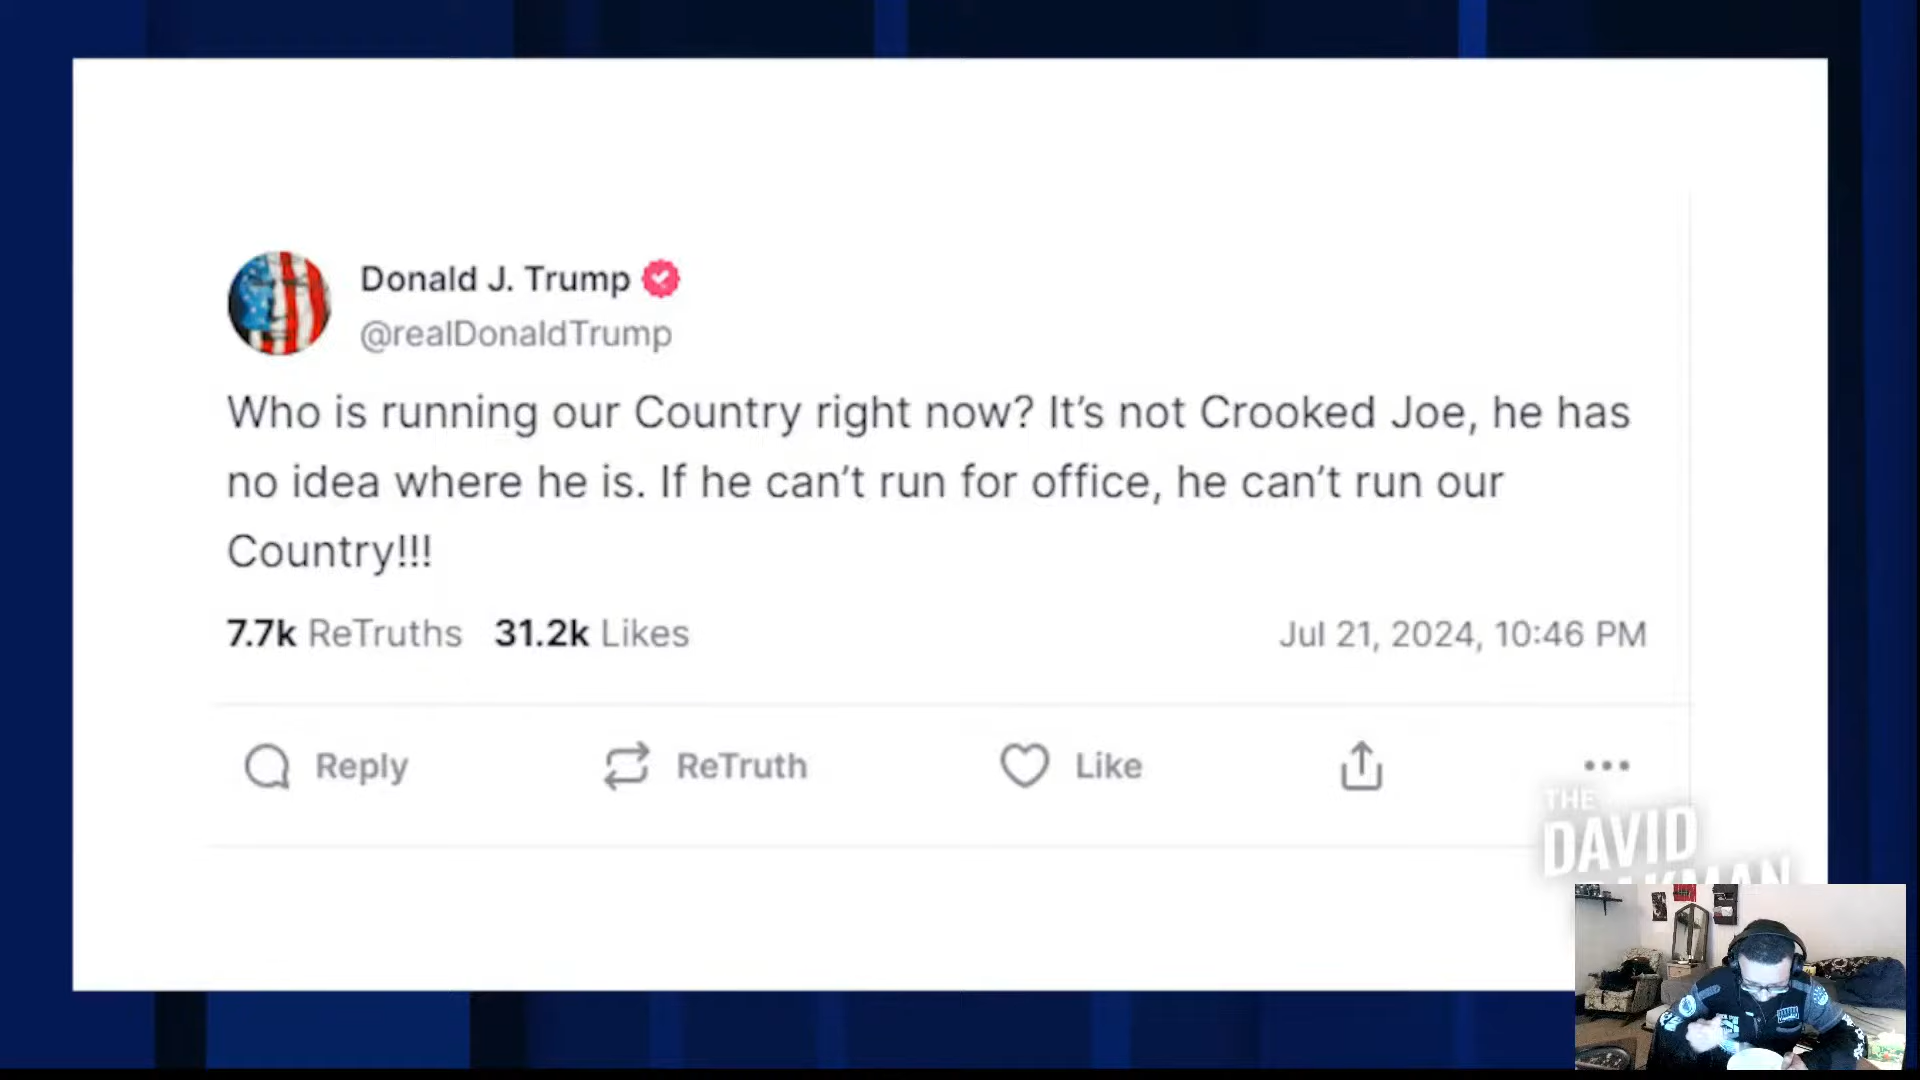 Donald J. Trump
@realDonaldTrump
Who is running our Country right now? It’s not Crooked Joe, he has
no idea where he is. If he can’t run for office, he can’t run our
Country!!!
7.7k ReTruths 31.2k Likes
Jul 21, 2024, 10:46 PM
Reply ReTruth Like
THE
DAVID